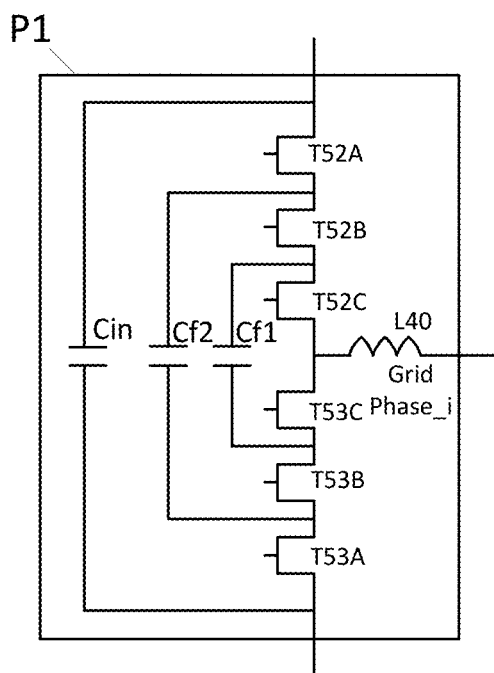 P1
T52A
T52B
T52C
Cin
Cf2
Cf1
L40
Grid
Phase_i
T53C
T53B
T53A